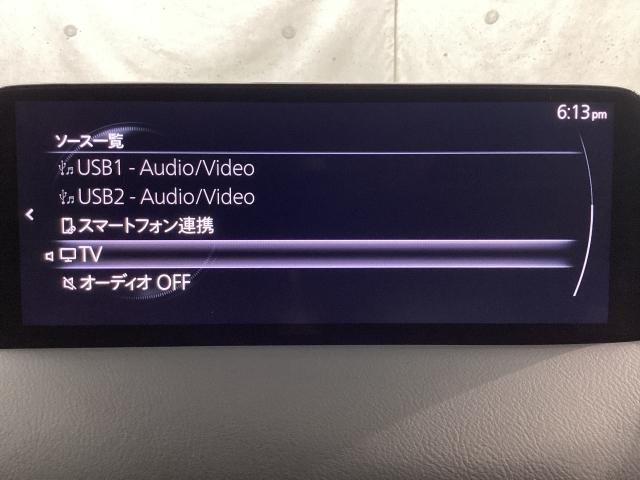 6:13pm
ソース一覧
USB1 - Audio/Video
USB2 - Audio/Video
スマートフォン連携
TV
オーディオ OFF